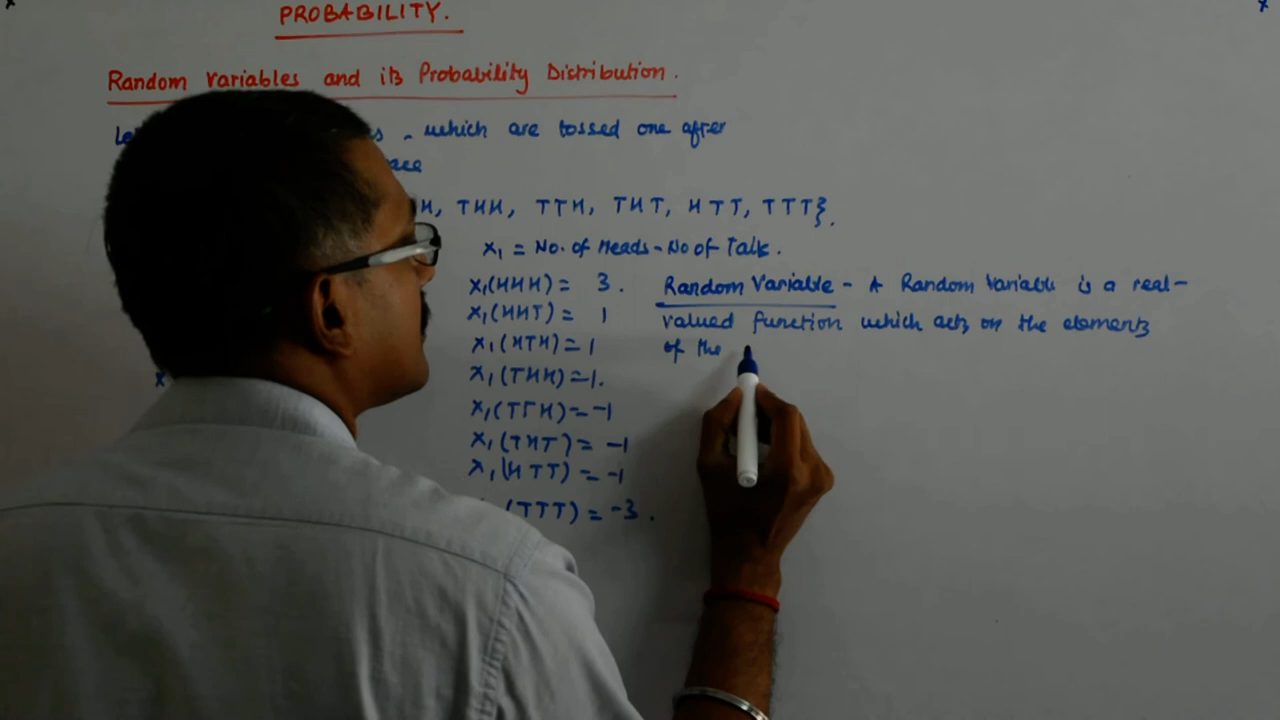 PROBABILITY.
Random Variables and its Probability Distribution.
which are tossed one after
H, THH, TTH, THT, HTT, TTT}.
X₁ = No. of Heads - No of Tails.
X₁(HHH) = 3.
X₁(HHT) = 1
X₁(HTH) = 1
X₁(THH) = 1.
X₁(TTH) = -1
X₁(THT) = -1
X₁(HTT) = -1
(TTT) = -3.
Random Variable - A Random Variable is a real-
valued function which acts on the elements
of the